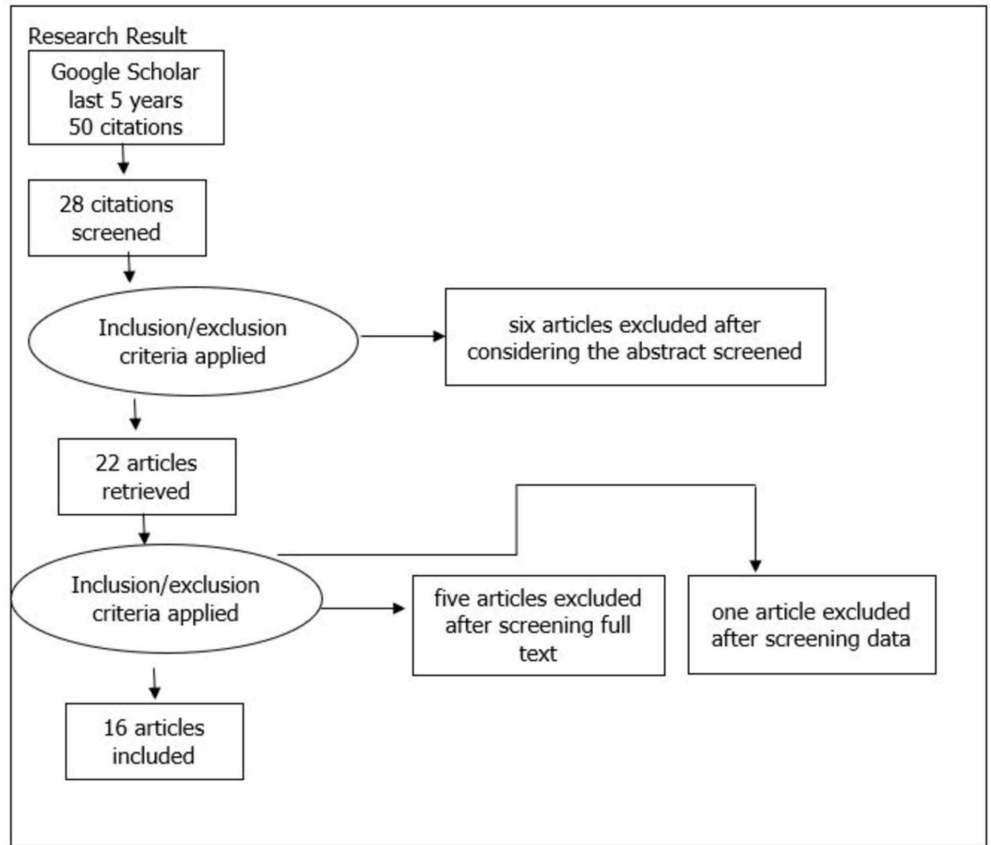 Research Result
Google Scholar
last 5 years
50 citations
28 citations
screened
Inclusion/exclusion
criteria applied
six articles excluded after
considering the abstract screened
22 articles
retrieved
Inclusion/exclusion
criteria applied
five articles excluded
after screening full
text
one article excluded
after screening data
16 articles
included